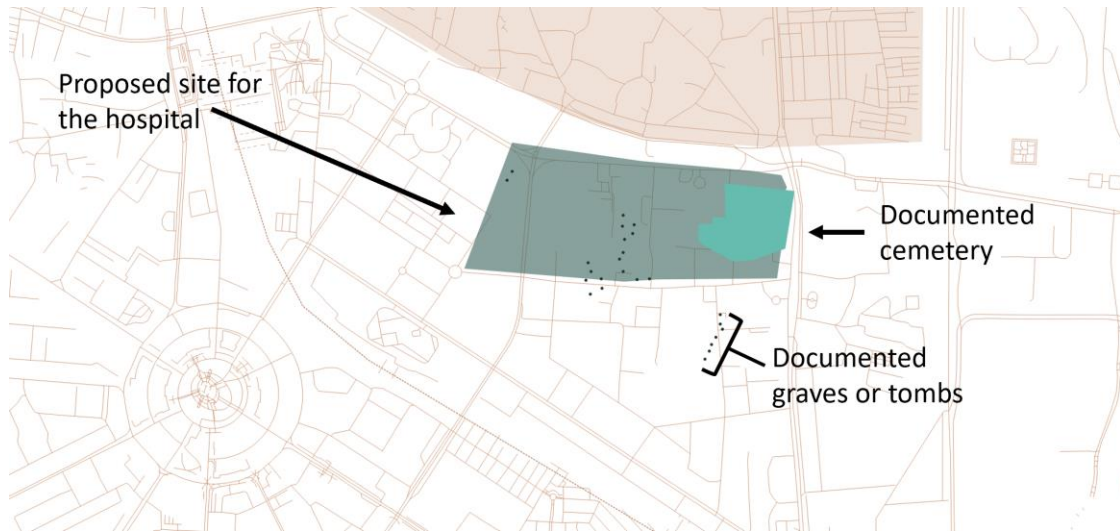 Proposed site for
the hospital
Documented
cemetery
Documented
graves or tombs